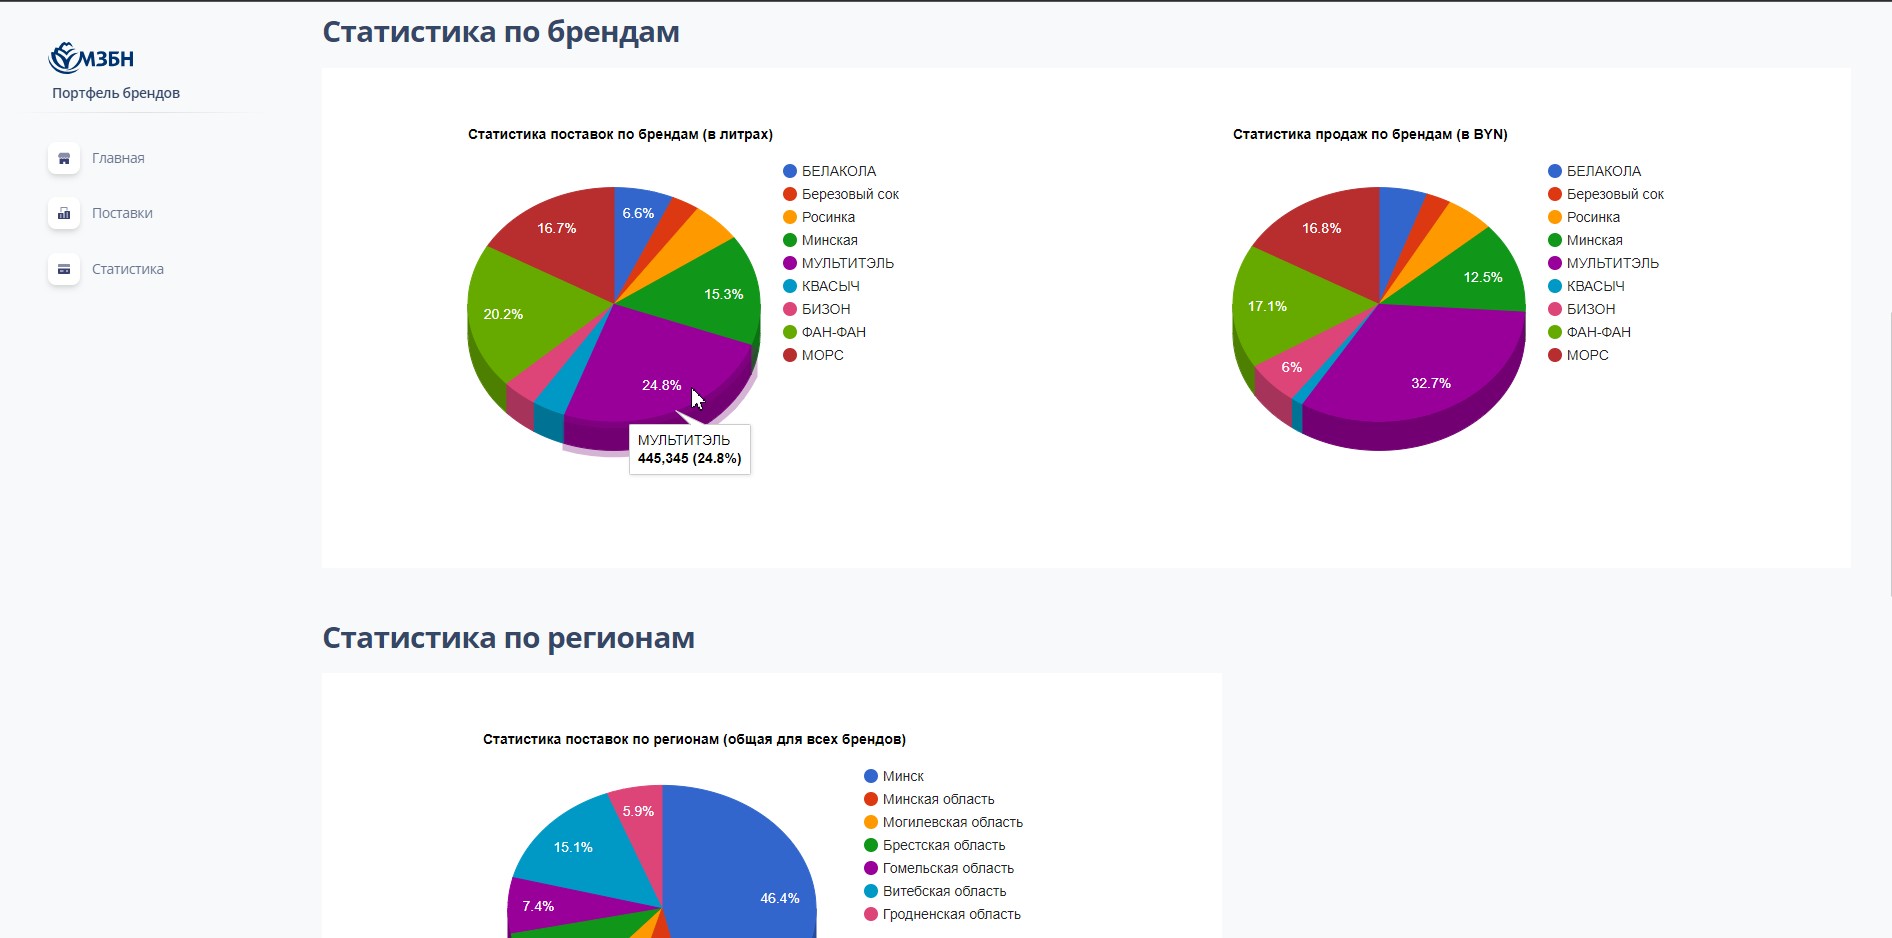 МЗБН
Портфель брендов
Главная
Поставки
Статистика
Статистика по брендам
Статистика поставок по брендам (в литрах)
БЕЛАКОЛА
Березовый сок
Росинка
Минская
МУЛЬТИТЭЛЬ
КВАСЫЧ
БИЗОН
ФАН-ФАН
МОРС
6.6%
16.7%
15.3%
20.2%
24.8%
МУЛЬТИТЭЛЬ
445,345 (24.8%)
Статистика продаж по брендам (в BYN)
БЕЛАКОЛА
Березовый сок
Росинка
Минская
МУЛЬТИТЭЛЬ
КВАСЫЧ
БИЗОН
ФАН-ФАН
МОРС
16.8%
12.5%
17.1%
6%
32.7%
Статистика по регионам
Статистика поставок по регионам (общая для всех брендов)
Минск
Минская область
Могилевская область
Брестская область
Гомельская область
Витебская область
Гродненская область
5.9%
15.1%
46.4%
7.4%